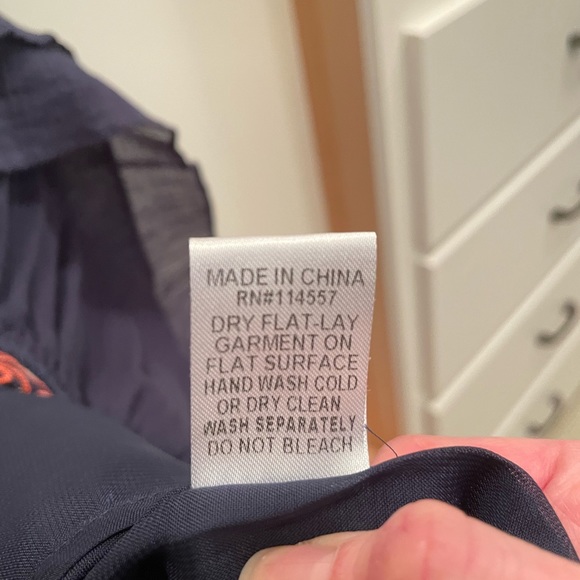 MADE IN CHINA
RN#114557
DRY FLAT-LAY
GARMENT ON
FLAT SURFACE
HAND WASH COLD
OR DRY CLEAN
WASH SEPARATELY
DO NOT BLEACH